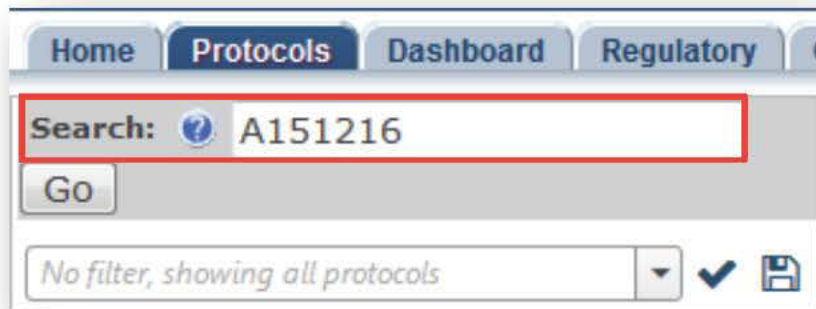 Home Protocols Dashboard Regulatory
Search: ? A151216
Go
No filter, showing all protocols